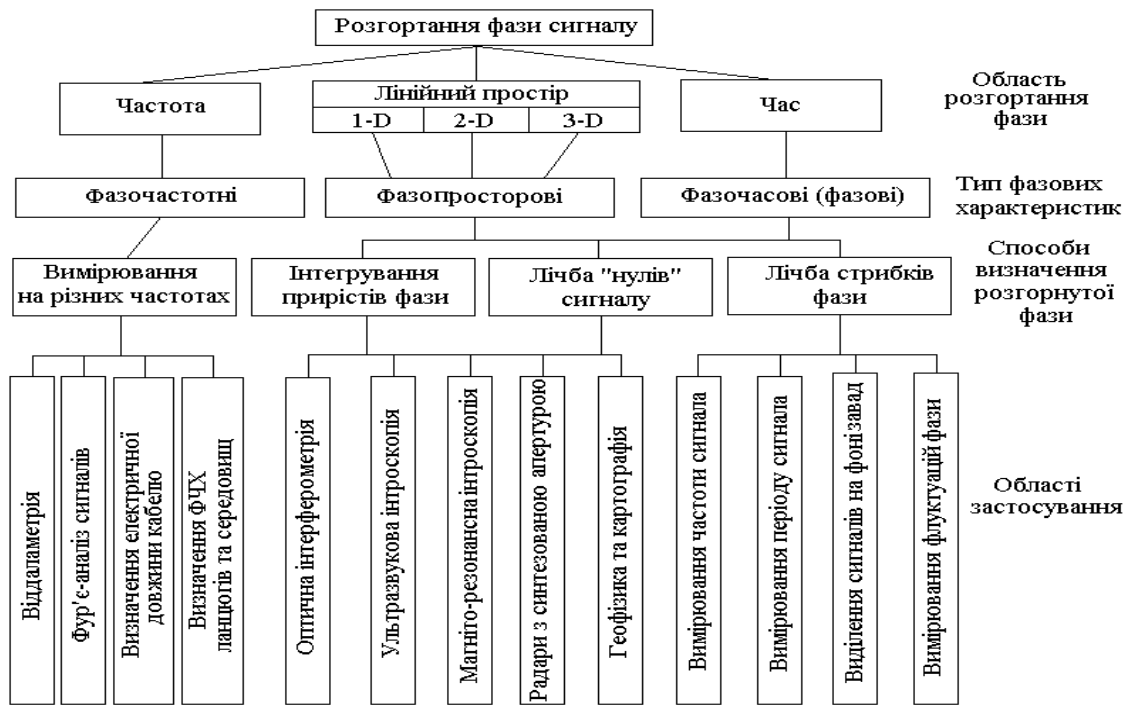 Розгортання фази сигналу
Частота
Лінійний простір
1-D
2-D
3-D
Час
Область
розгортання
фази
Фазочастотні
Фазопросторові
Фазочасові (фазові)
Тип фазових
характеристик
Вимірювання
на різних частотах
Інтегрування
прирістів фази
Лічба "нулів"
сигналу
Лічба стрибків
фази
Способи
визначення
розгорнутої
фази
Віддаламетрія
Фур'є-аналіз сигналів
Визначення електричної
довжини кабелю
Визначення ФЧХ
ланцюгів та середовищ
Оптична інтерферометрія
Ультразвукова інтроскопія
Магніто-резонансна інтроскопія
Радари з синтезованою апертурою
Геофізика та картографія
Вимірювання частоти сигнала
Вимірювання періоду сигнала
Виділення сигналів на фоні завад
Вимірювання флуктуацій фази
Області
застосування